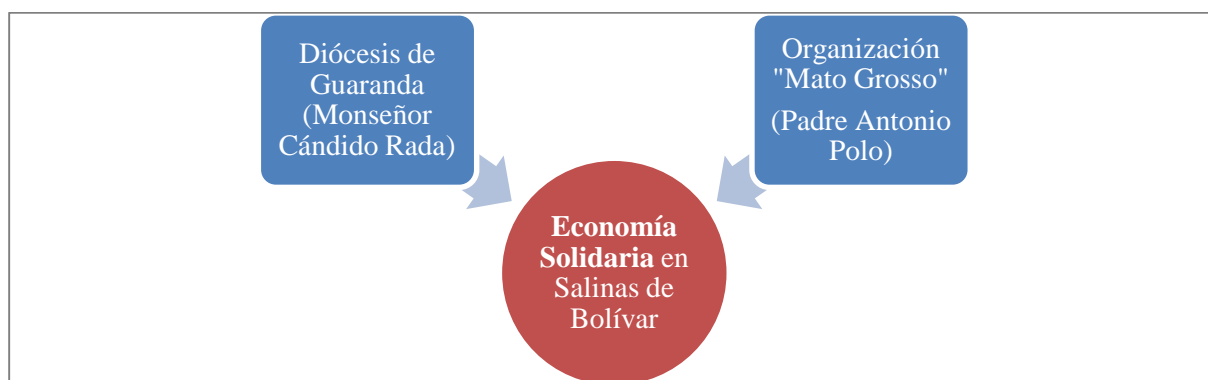 Diócesis de
Guaranda
(Monseñor
Cándido Rada)
Organización
"Mato Grosso"
(Padre Antonio
Polo)
Economía
Solidaria en
Salinas de
Bolívar